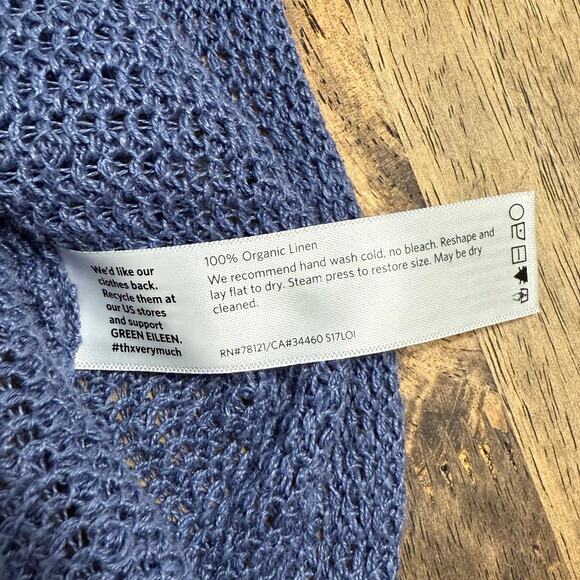 We'd like our
clothes back.
Recycle them at
our US stores
and support
GREEN EILEEN.
#thxverymuch
100% Organic Linen
We recommend hand wash cold, no bleach. Reshape and
lay flat to dry. Steam press to restore size. May be dry
cleaned.
RN#78121/CA#34460 S17LOI